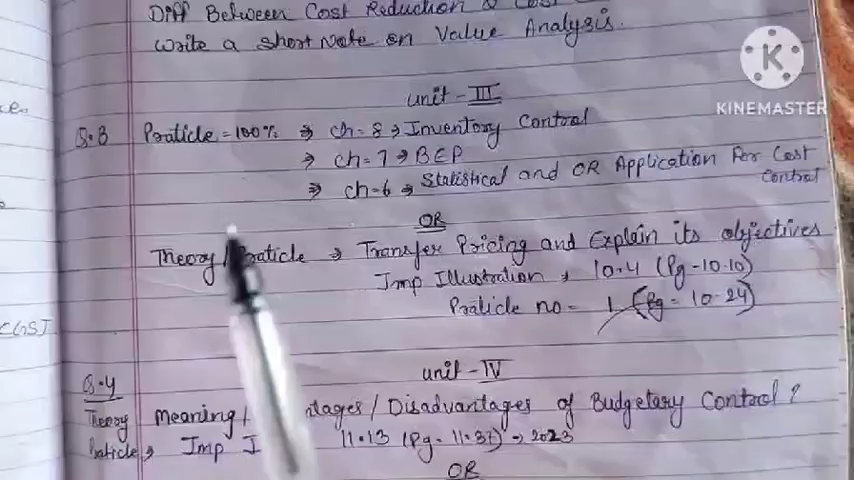 Diff Between Cost Reduction & Cost
Write a short Note on Value Analysis.
unit-III
Q.3 Praticle = 100% ⇒ ch = 8 → Inventory Control
⇒ ch = 7 → BEP
⇒ ch = 6 → Statistical and OR Application For Cost
Control
OR
Theory/Praticle → Transfer Pricing and Explain its objectives
Imp Illustration → 10.4 (Pg-10.10)
Praticle no = 1 (Pg = 10.24)
unit-IV
Q.4
Theory Meaning/ ntages/Disadvantages of Budgetary Control?
Praticle → Imp I 11.13 (Pg - 11.37) → 2023
OR
KINEMASTER